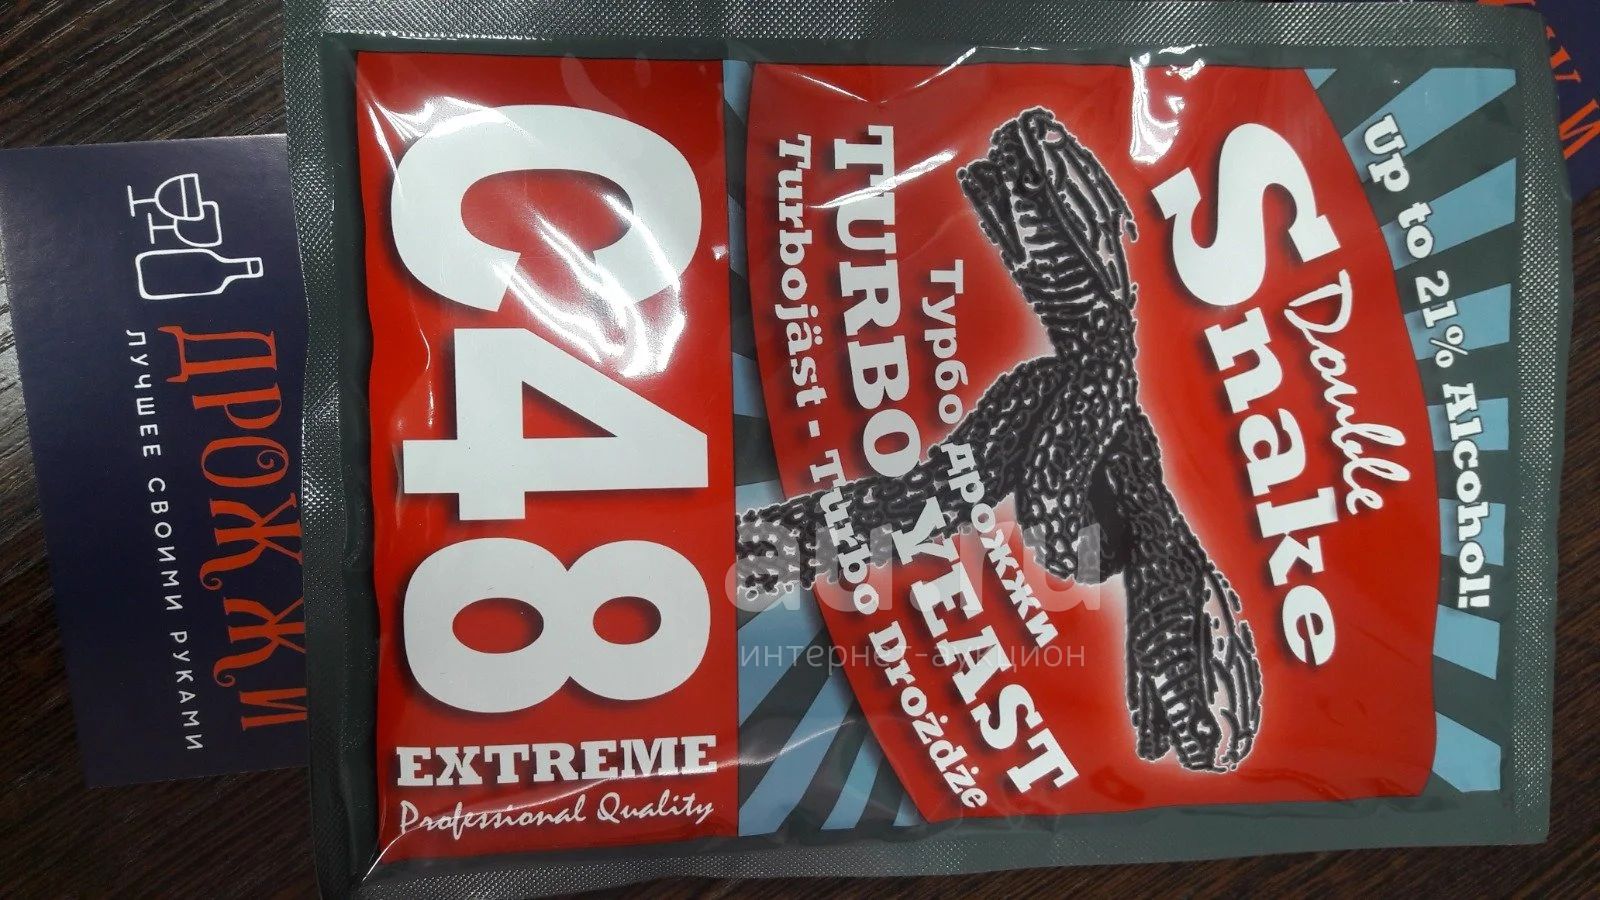 Up to 21% Alcohol!
Double
Snake
Турбо дрожжи
TURBO YEAST
Turbojäst - Turbo Drożdże
C48
EXTREME
Professional Quality
ДРОЖЖИ
ЛУЧШЕЕ СВОИМИ РУКАМИ
au.ru
интернет-аукцион